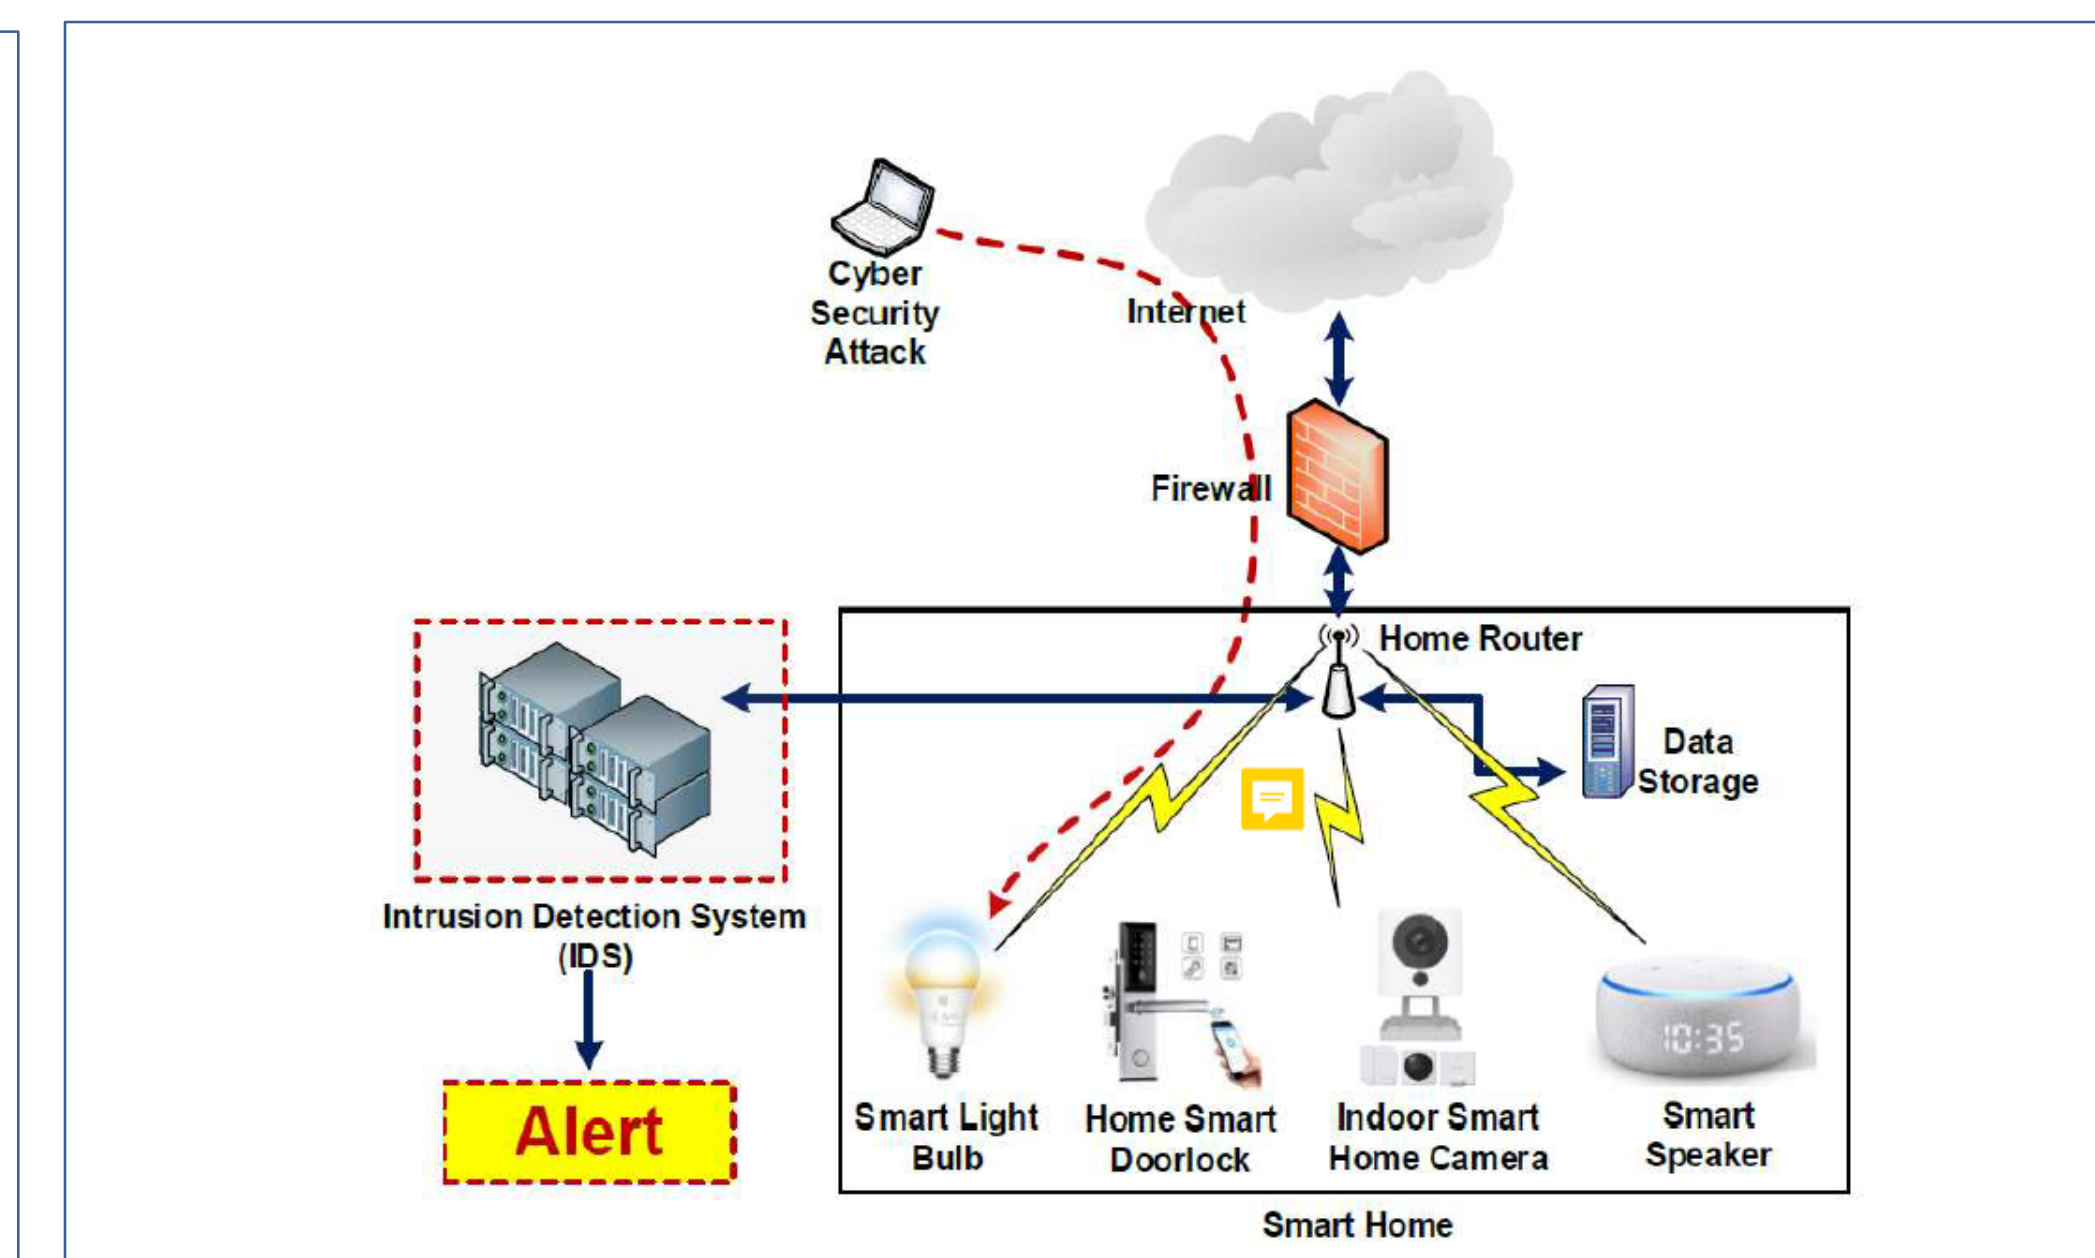 Cyber
Security
Attack
Internet
Firewall
Home Router
Data
Storage
Intrusion Detection System
(IDS)
Alert
10:35
Smart Light
Bulb
Home Smart
Doorlock
Indoor Smart
Home Camera
Smart
Speaker
Smart Home